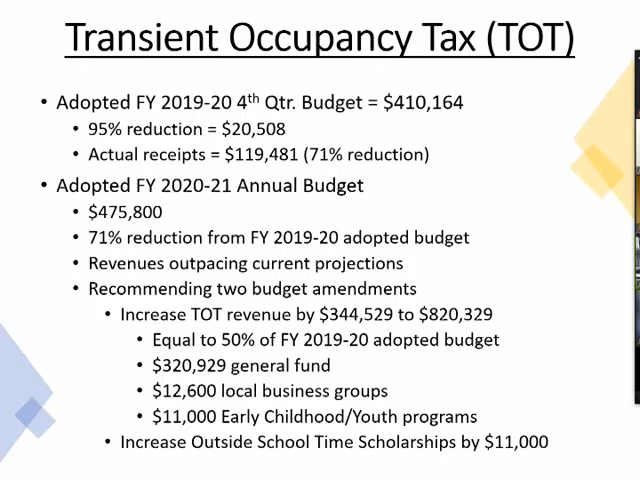 Transient Occupancy Tax (TOT)
• Adopted FY 2019-20 4th Qtr. Budget = $410,164
• 95% reduction = $20,508
• Actual receipts = $119,481 (71% reduction)
• Adopted FY 2020-21 Annual Budget
• $475,800
• 71% reduction from FY 2019-20 adopted budget
• Revenues outpacing current projections
• Recommending two budget amendments
• Increase TOT revenue by $344,529 to $820,329
• Equal to 50% of FY 2019-20 adopted budget
• $320,929 general fund
• $12,600 local business groups
• $11,000 Early Childhood/Youth programs
• Increase Outside School Time Scholarships by $11,000